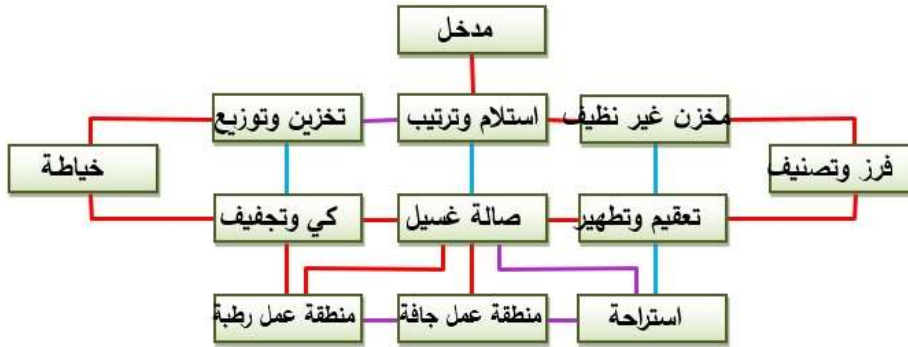 مدخل
مخزن غير نظيف
استلام وترتيب
تخزين وتوزيع
فرز وتصنيف
خياطة
تعقيم وتطهير
صالة غسيل
كي وتجفيف
استراحة
منطقة عمل جافة
منطقة عمل رطبة